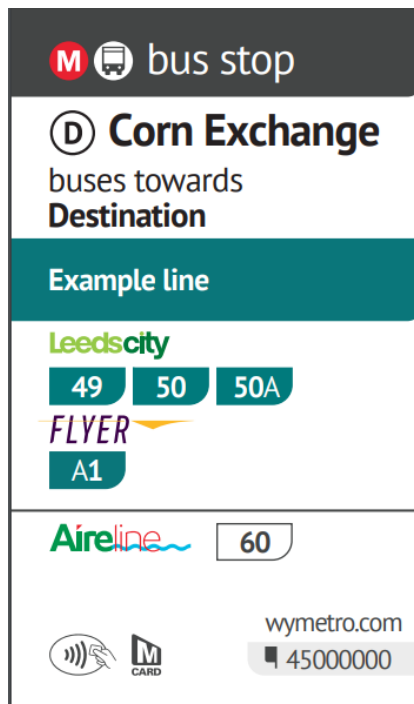 M bus stop
D Corn Exchange
buses towards
Destination
Example line
Leedscity
49 50 50A
FLYER
A1
Aireline 60
wymetro.com
M CARD 45000000